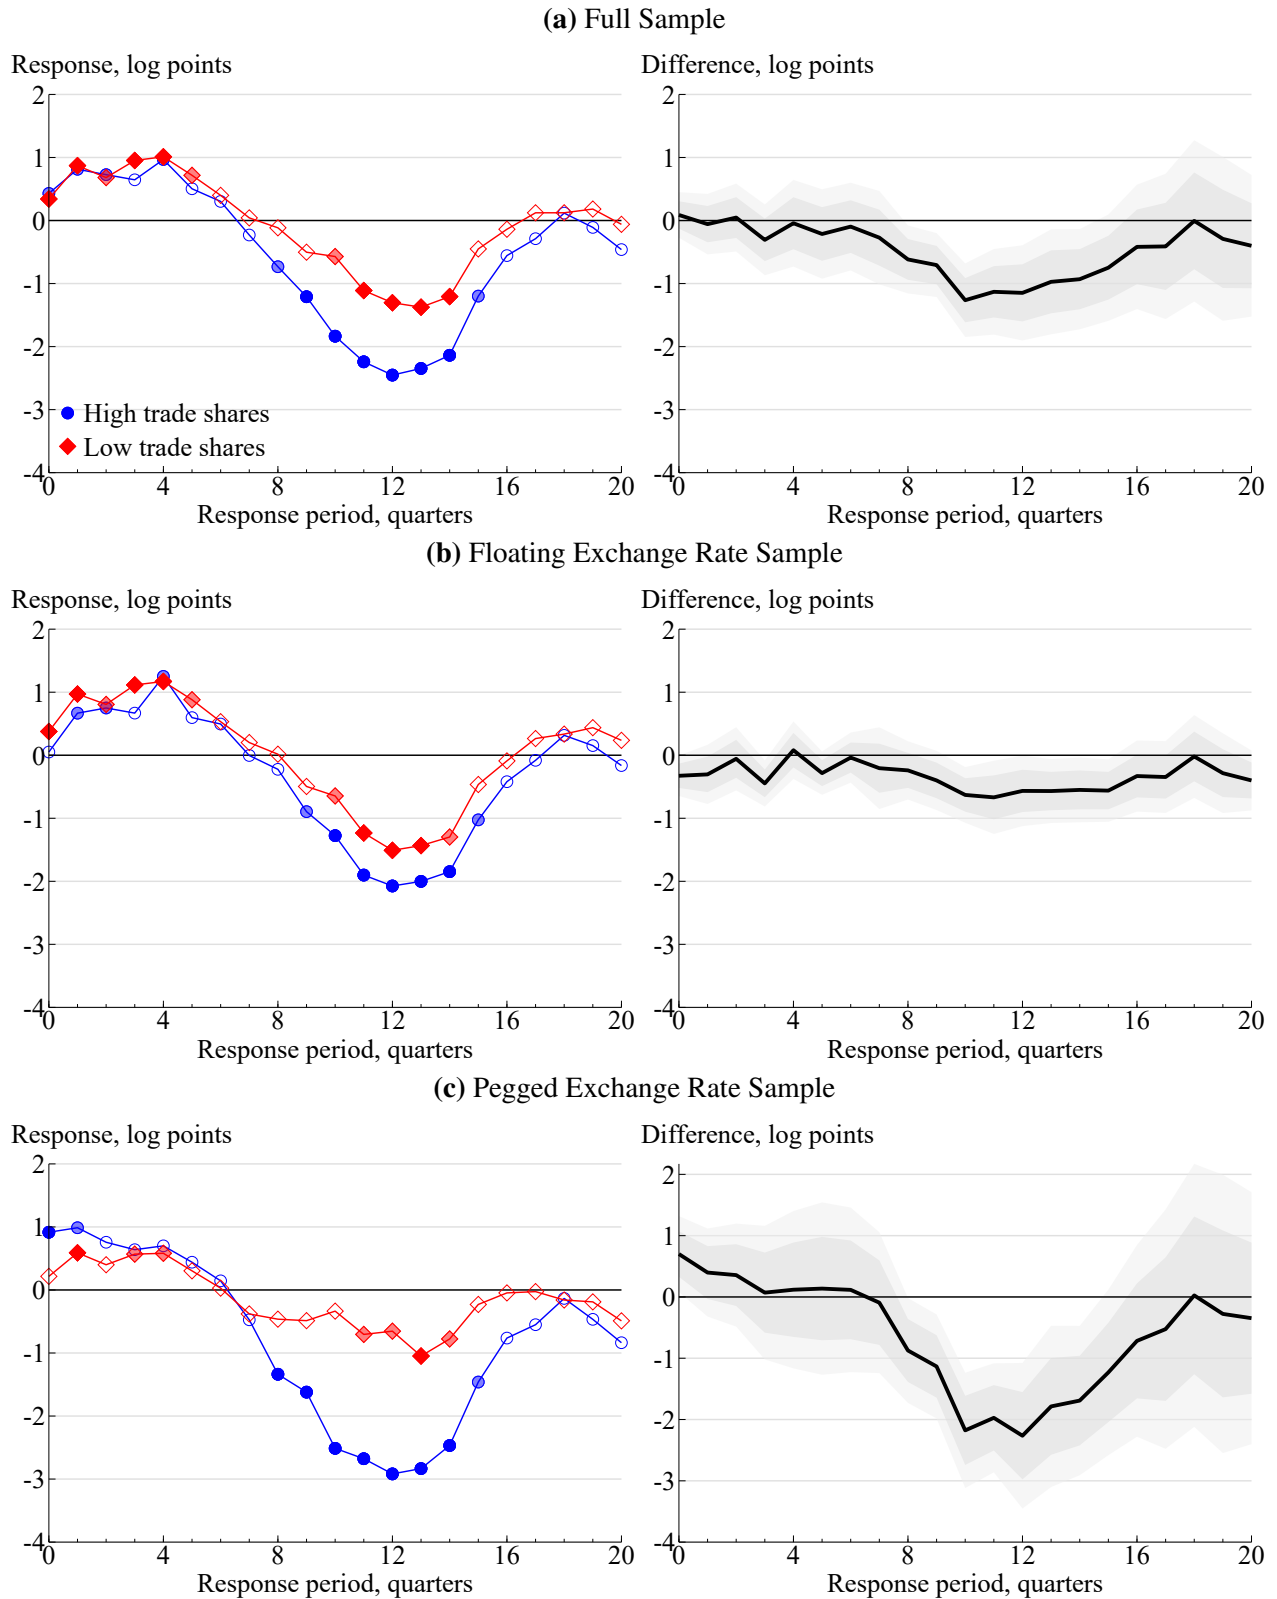 (a) Full Sample
Response, log points
2
1
0
-1
-2
-3
-4
High trade shares
Low trade shares
0 4 8 12 16 20
Response period, quarters
Difference, log points
2
1
0
-1
-2
-3
-4
0 4 8 12 16 20
Response period, quarters
(b) Floating Exchange Rate Sample
Response, log points
2
1
0
-1
-2
-3
-4
0 4 8 12 16 20
Response period, quarters
Difference, log points
2
1
0
-1
-2
-3
-4
0 4 8 12 16 20
Response period, quarters
(c) Pegged Exchange Rate Sample
Response, log points
2
1
0
-1
-2
-3
-4
0 4 8 12 16 20
Response period, quarters
Difference, log points
2
1
0
-1
-2
-3
-4
0 4 8 12 16 20
Response period, quarters